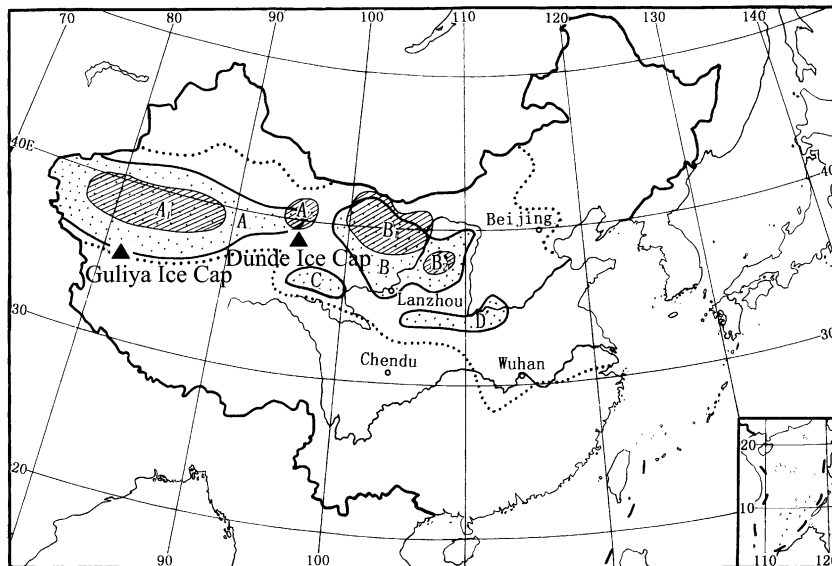 70 80 90 100 110 120 130 140
40E
40
A₁ A A
B₁ Beijing
Dunde Ice Cap
B B₂
Guliya Ice Cap
C Lanzhou
D
30
30
Chendu Wuhan
20
20
10
90 100 110 120